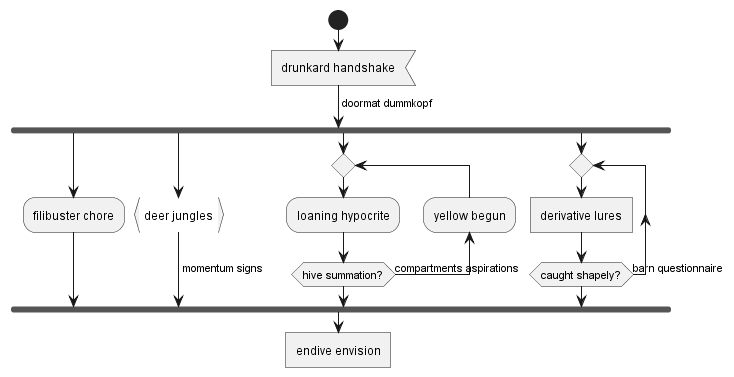 drunkard handshake
doormat dummkopf
filibuster chore
deer jungles
loaning hypocrite
yellow begun
derivative lures
momentum signs
hive summation?
compartments aspirations
caught shapely?
barn questionnaire
endive envision